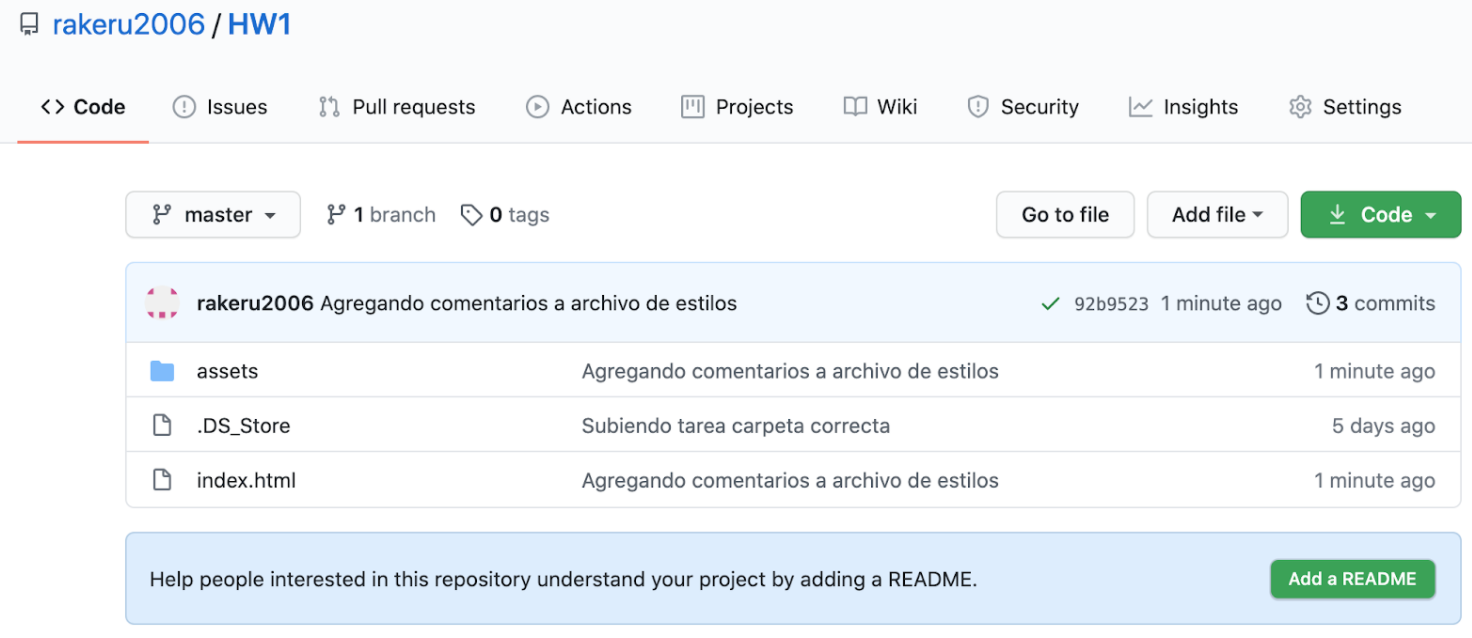 rakeru2006 / HW1
Code Issues Pull requests Actions Projects Wiki Security Insights Settings
master 1 branch 0 tags Go to file Add file Code
rakeru2006 Agregando comentarios a archivo de estilos 92b9523 1 minute ago 3 commits
assets Agregando comentarios a archivo de estilos 1 minute ago
.DS_Store Subiendo tarea carpeta correcta 5 days ago
index.html Agregando comentarios a archivo de estilos 1 minute ago
Help people interested in this repository understand your project by adding a README. Add a README